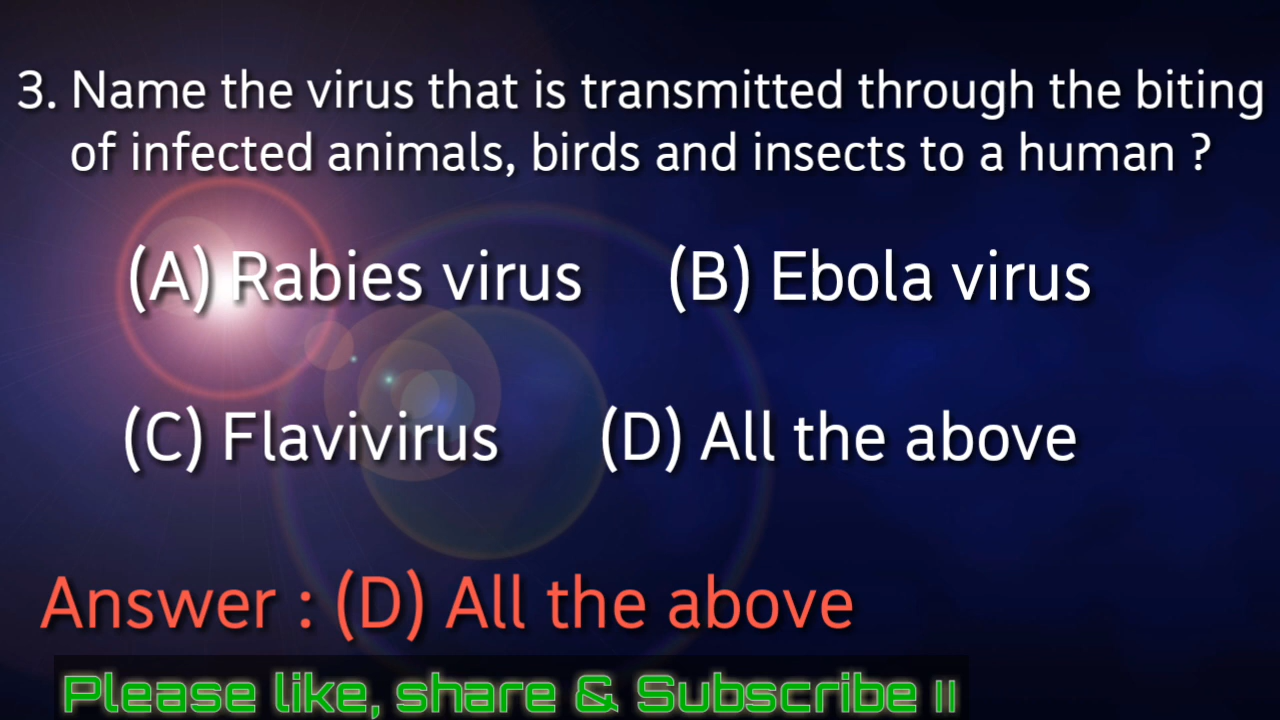 3. Name the virus that is transmitted through the biting
of infected animals, birds and insects to a human ?
(A) Rabies virus (B) Ebola virus
(C) Flavivirus (D) All the above
Answer : (D) All the above
Please like, share & Subscribe ॥